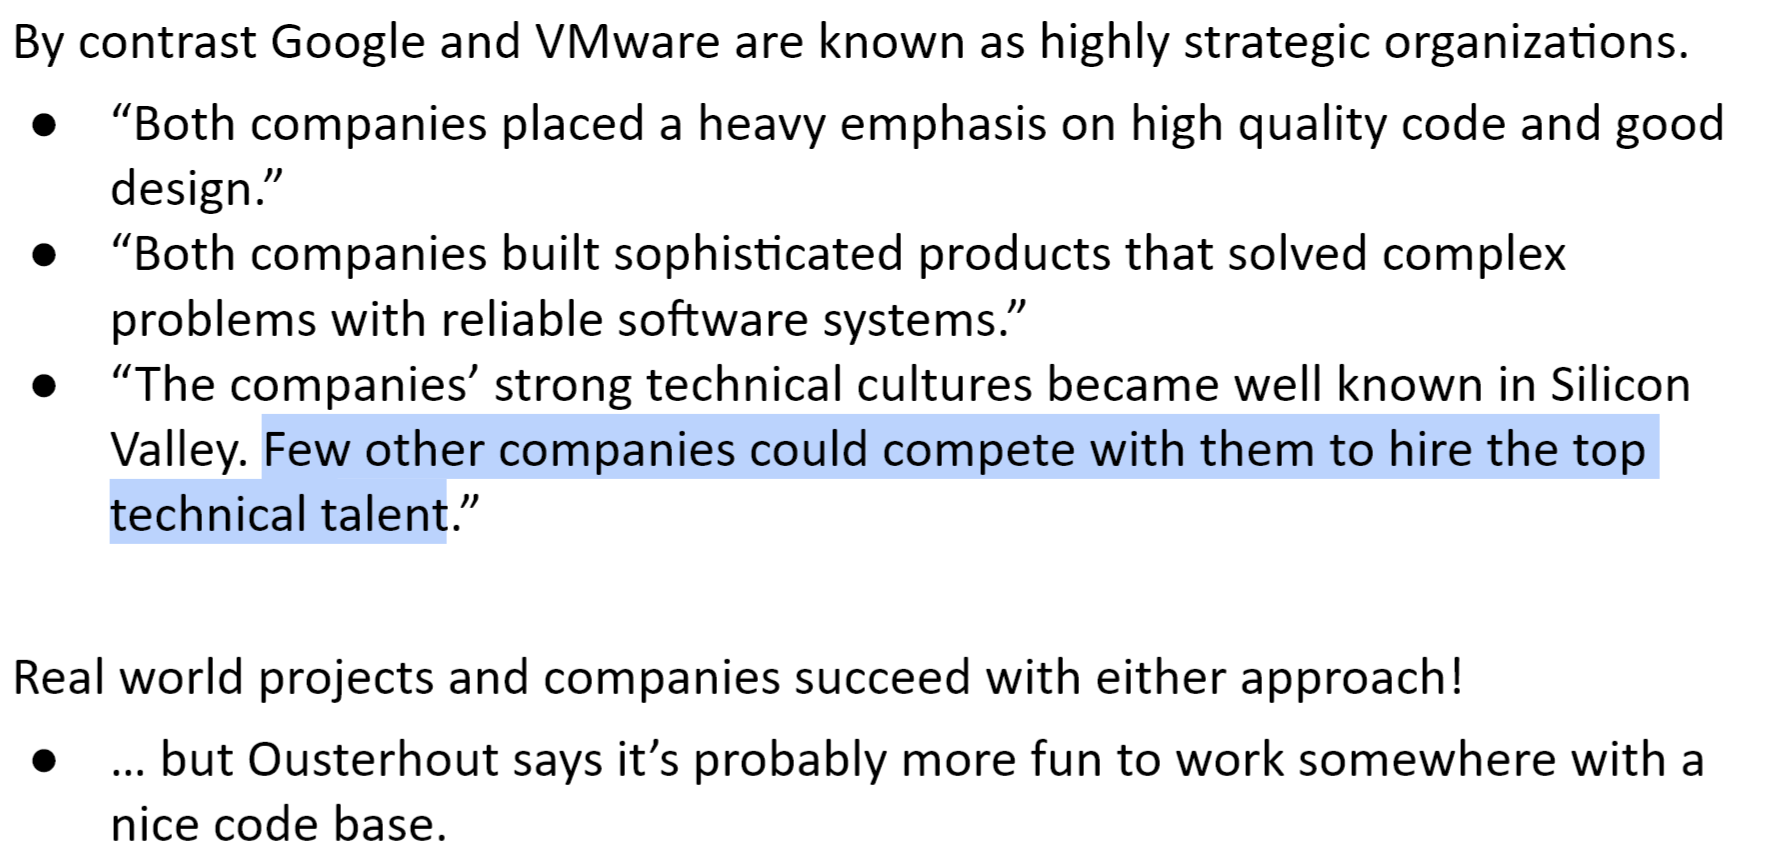 By contrast Google and VMware are known as highly strategic organizations.
● “Both companies placed a heavy emphasis on high quality code and good
design.”
● “Both companies built sophisticated products that solved complex
problems with reliable software systems.”
● “The companies’ strong technical cultures became well known in Silicon
Valley. Few other companies could compete with them to hire the top
technical talent.”
Real world projects and companies succeed with either approach!
● … but Ousterhout says it’s probably more fun to work somewhere with a
nice code base.